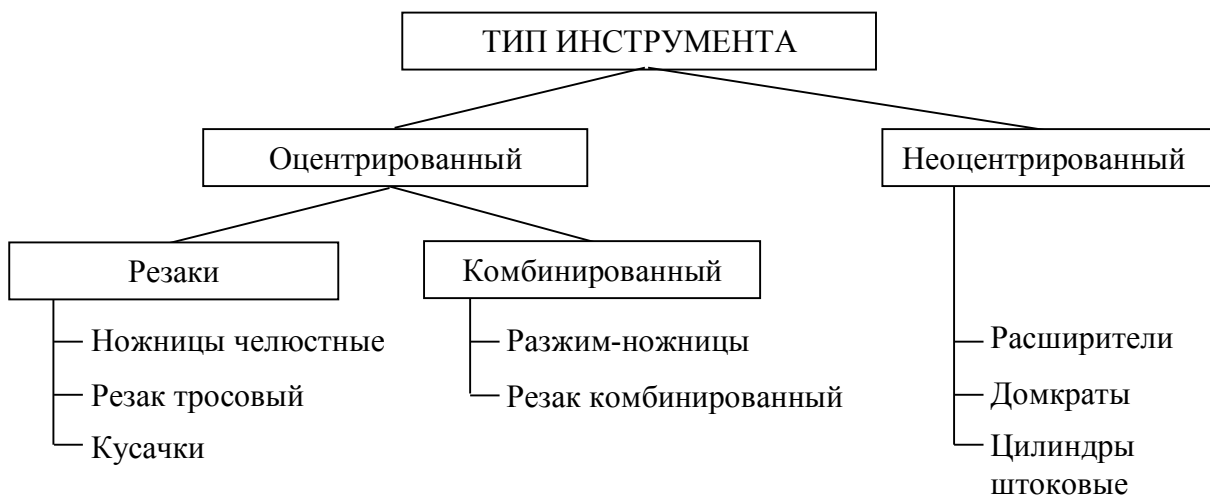 ТИП ИНСТРУМЕНТА
Оцентрированный
Неоцентрированный
Резаки
Комбинированный
Ножницы челюстные
Резак тросовый
Кусачки
Разжим-ножницы
Резак комбинированный
Расширители
Домкраты
Цилиндры
штоковые